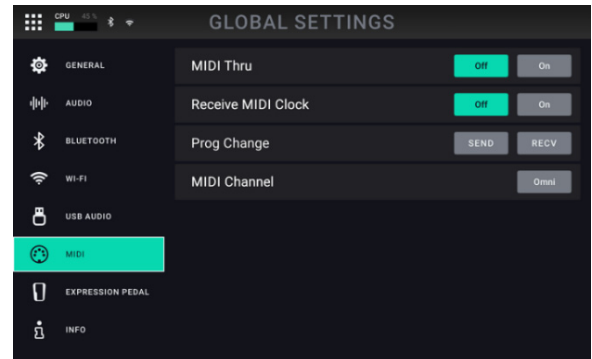 CPU 45 %
GLOBAL SETTINGS
GENERAL
AUDIO
BLUETOOTH
WI-FI
USB AUDIO
MIDI
EXPRESSION PEDAL
INFO
MIDI Thru Off On
Receive MIDI Clock Off On
Prog Change SEND RECV
MIDI Channel Omni